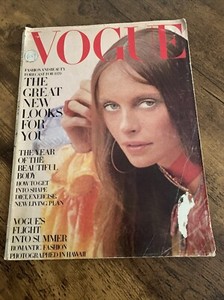 VOGUE
FASHION AND BEAUTY
FORECAST FOR
THE
GREAT
NEW
LOOKS
FOR
YOU
THE YEAR
OF THE
BEAUTIFUL
BODY
HOW TO GET
INTO SHAPE
DIET, EXERCISE,
NEW LIVING PLAN
VOGUE'S
FLIGHT
INTO SUMMER
ROMANTIC FASHION
PHOTOGRAPHED IN HAWAII